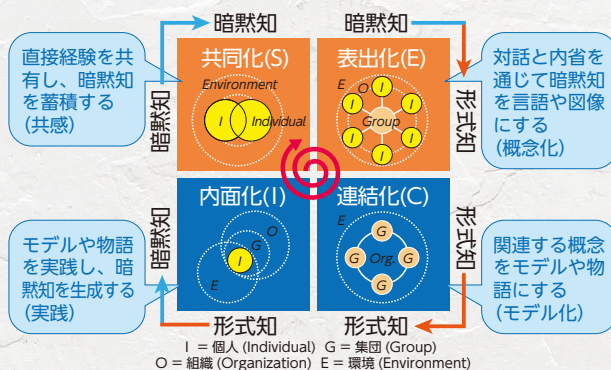 暗黙知
暗黙知
直接経験を共
有し、暗黙知
を蓄積する
(共感)
暗黙知
共同化(S)
Environment
I
Individual
表出化(E)
E
O
I
I
I
Group
I
I
I
形式知
対話と内省を
通じて暗黙知
を言語や図像
にする
(概念化)
モデルや物語
を実践し、暗
黙知を生成する
(実践)
暗黙知
内面化(I)
O
G
I
E
連結化(C)
E
G
G
Org.
G
G
形式知
関連する概念
をモデルや物
語にする
(モデル化)
形式知
形式知
I = 個人 (Individual) G = 集団 (Group)
O = 組織 (Organization) E = 環境 (Environment)